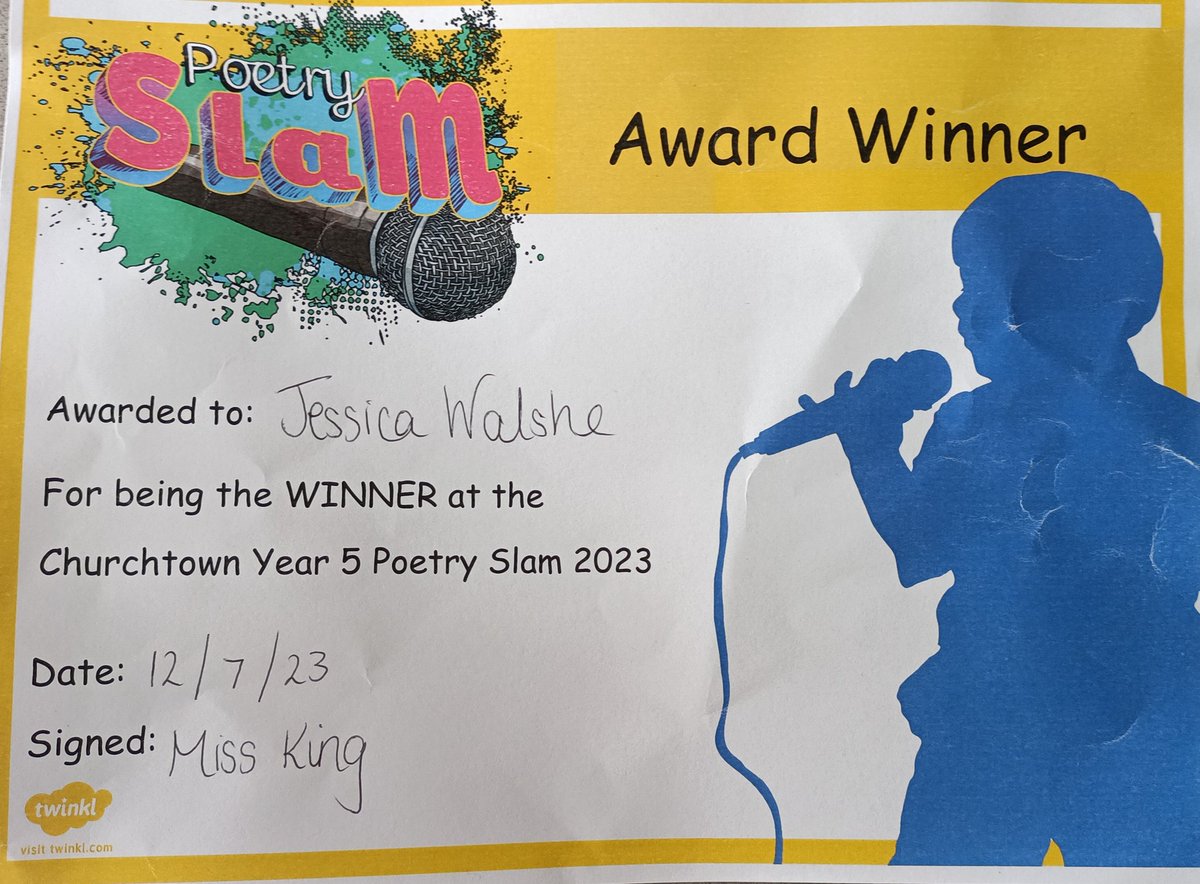 Poetry
Slam
Award Winner
Awarded to: Jessica Walshe
For being the WINNER at the
Churchtown Year 5 Poetry Slam 2023
Date: 12/7/23
Signed: Miss King
twinkl
visit twinkl.com